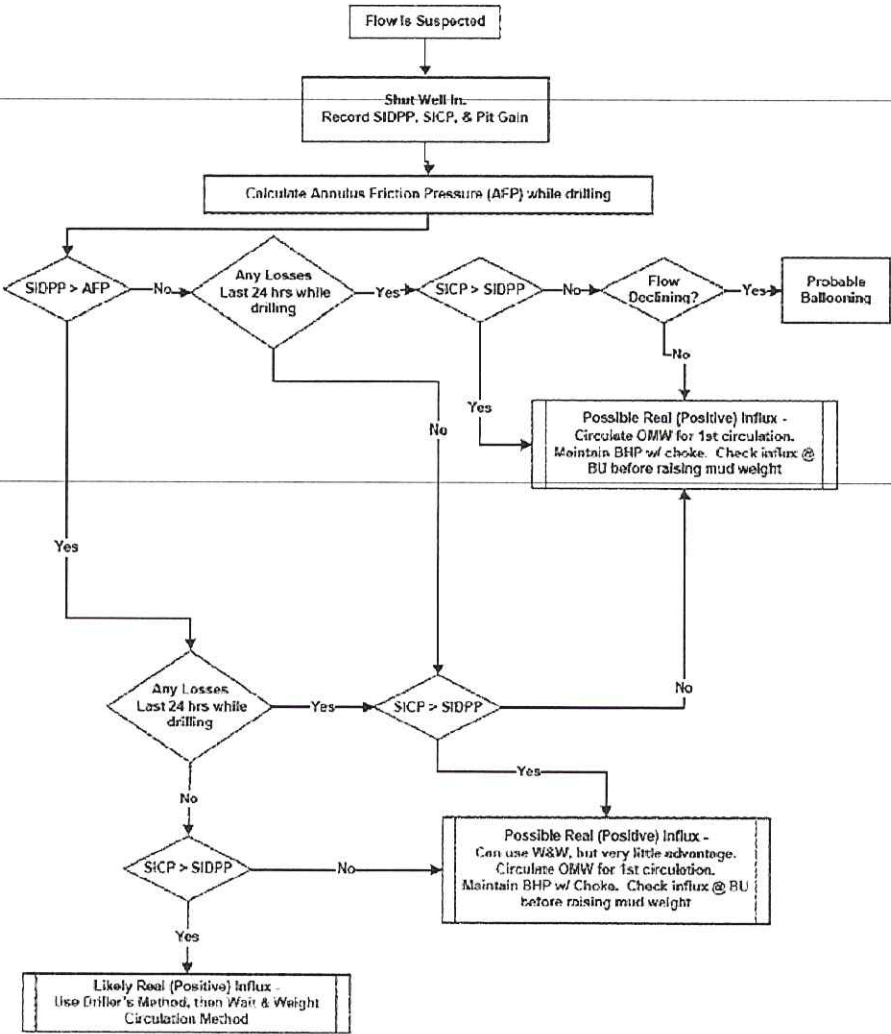 Flow is Suspected
Shut Well In.
Record SIDPP, SICP, & Pit Gain
Calculate Annulus Friction Pressure (AFP) while drilling
SIDPP > AFP
No
Any Losses
Last 24 hrs while
drilling
Yes
SICP > SIDPP
No
Flow
Declining?
Yes
Probable
Ballooning
No
Yes
No
Possible Real (Positive) Influx -
Circulate OMW for 1st circulation.
Maintain BHP w/ choke. Check influx @
BU before raising mud weight
Yes
Any Losses
Last 24 hrs while
drilling
Yes
SICP > SIDPP
No
Yes
No
SICP > SIDPP
No
Possible Real (Positive) Influx -
Can use W&W, but very little advantage.
Circulate OMW for 1st circulation.
Maintain BHP w/ Choke. Check influx @ BU
before raising mud weight
Yes
Likely Real (Positive) Influx -
Use Driller's Method, then Wait & Weight
Circulation Method